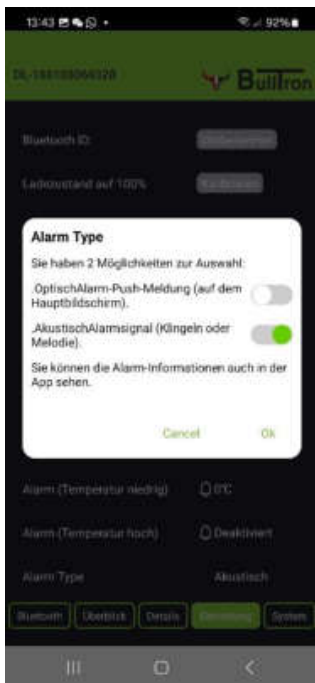 13:43
92%
BullTron
Bluetooth ID:
Ladezustand auf 100%
Alarm Type
Sie haben 2 Möglichkeiten zur Auswahl:
.OptischAlarm-Push-Meldung (auf dem
Hauptbildschirm).
.AkustischAlarmsignal (Klingeln oder
Melodie).
Sie können die Alarm-Informationen auch in der
App sehen.
Cancel
Ok
Alarm (Temperatur niedrig)
0°C
Alarm (Temperatur hoch)
Deaktiviert
Alarm Type
Akustisch
Bluetooth
Überblick
Details
System